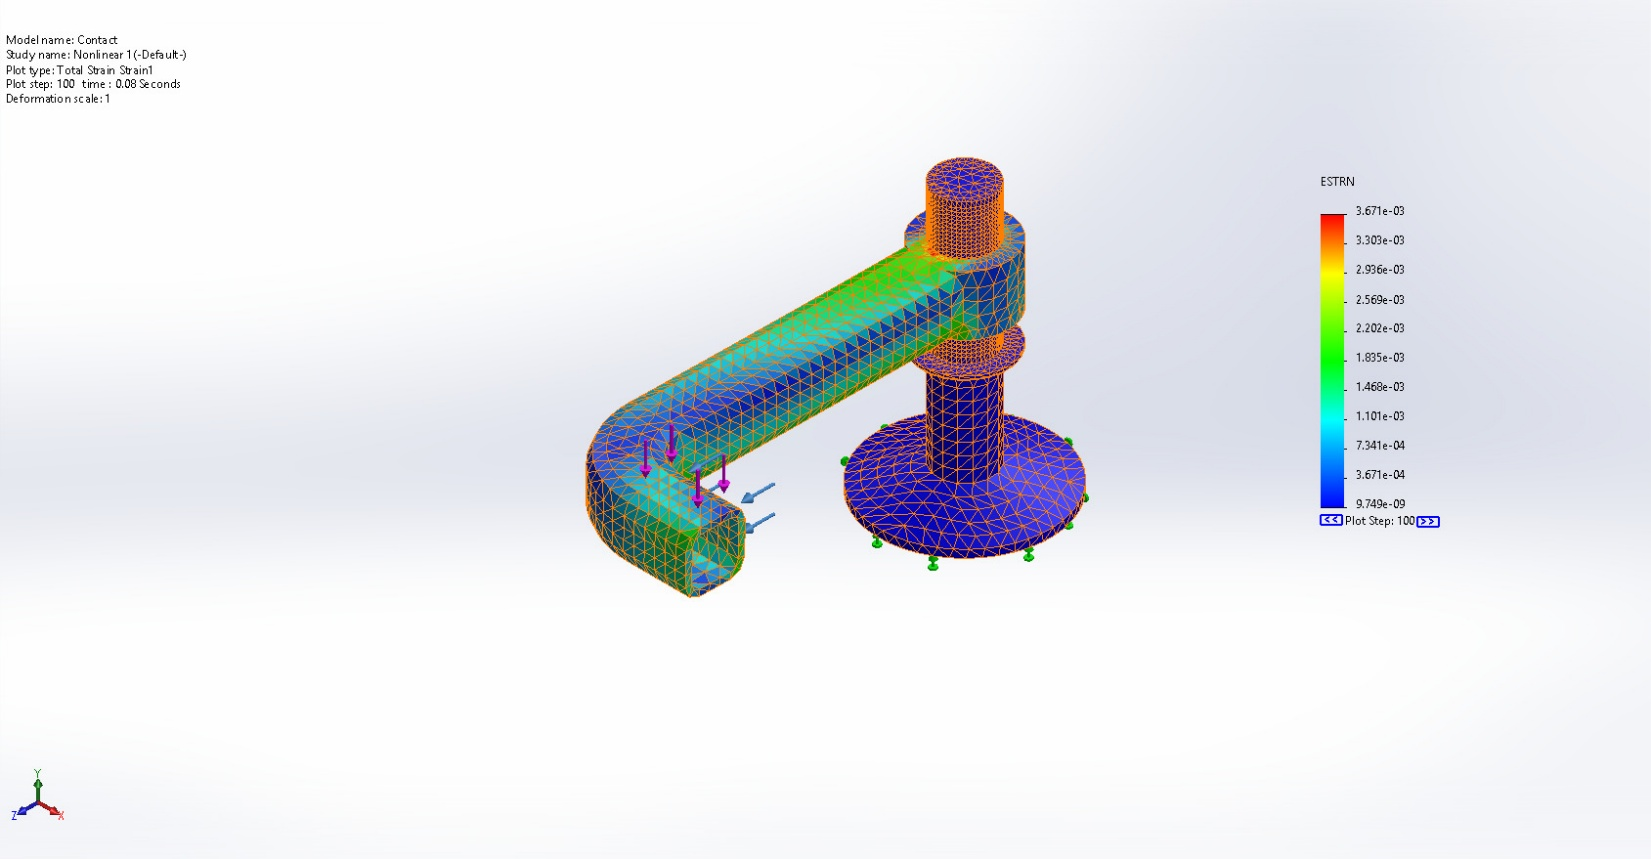 Model name: Contact
Study name: Nonlinear 1(-Default-)
Plot type: Total Strain Strain1
Plot step: 100 time : 0.08 Seconds
Deformation scale: 1
ESTRN
3.671e-03
3.303e-03
2.936e-03
2.569e-03
2.202e-03
1.835e-03
1.468e-03
1.101e-03
7.341e-04
3.671e-04
9.749e-09
<< Plot Step: 100 >>
Y
Z
X